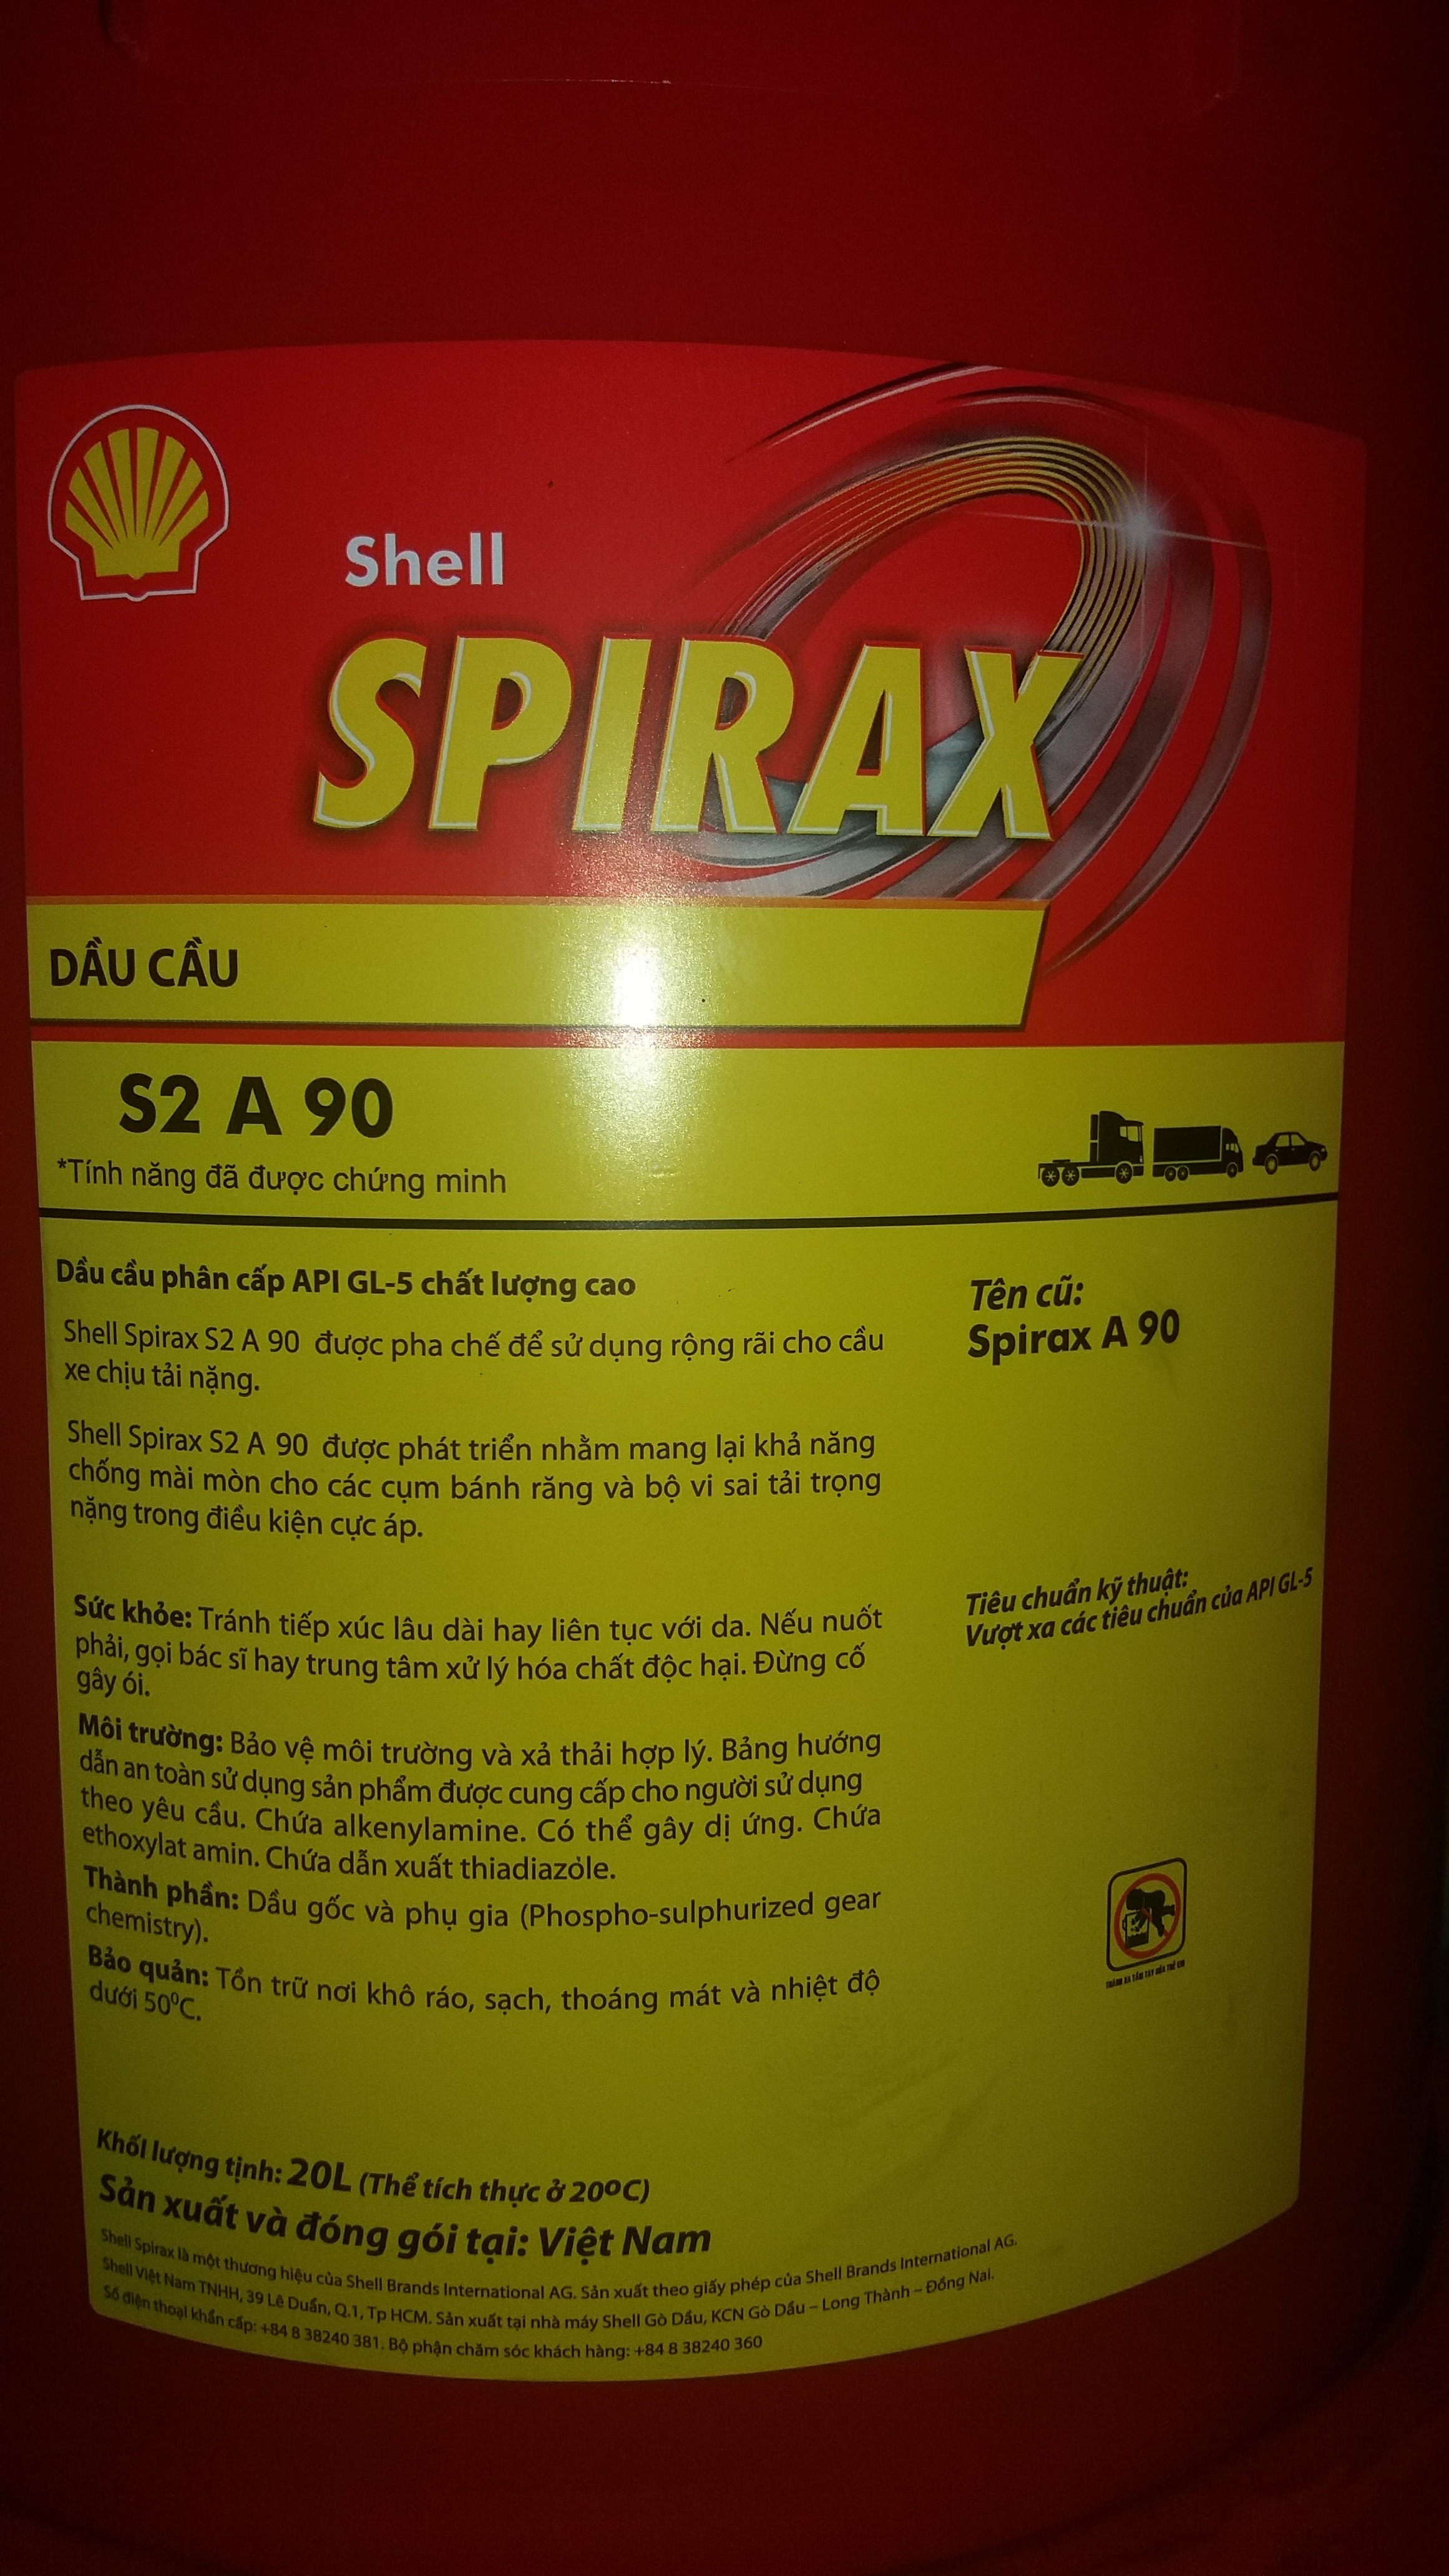 Shell
SPIRAX
DẦU CẦU
S2 A 90
*Tính năng đã được chứng minh
Dầu cầu phân cấp API GL-5 chất lượng cao
Shell Spirax S2 A 90 được pha chế để sử dụng rộng rãi cho cầu
xe chịu tải nặng.
Shell Spirax S2 A 90 được phát triển nhằm mang lại khả năng
chống mài mòn cho các cụm bánh răng và bộ vi sai tải trọng
nặng trong điều kiện cực áp.
Tên cũ:
Spirax A 90
Sức khỏe: Tránh tiếp xúc lâu dài hay liên tục với da. Nếu nuốt
phải, gọi bác sĩ hay trung tâm xử lý hóa chất độc hại. Đừng cố
gây ói.
Môi trường: Bảo vệ môi trường và xả thải hợp lý. Bảng hướng
dẫn an toàn sử dụng sản phẩm được cung cấp cho người sử dụng
theo yêu cầu. Chứa alkenylamine. Có thể gây dị ứng. Chứa
ethoxylat amin. Chứa dẫn xuất thiadiazole.
Thành phần: Dầu gốc và phụ gia (Phospho-sulphurized gear
chemistry).
Bảo quản: Tồn trữ nơi khô ráo, sạch, thoáng mát và nhiệt độ
dưới 50⁰C.
Tiêu chuẩn kỹ thuật:
Vượt xa các tiêu chuẩn của API GL-5
TRÁNH XA TẦM TAY CỦA TRẺ EM
Khối lượng tịnh: 20L (Thể tích thực ở 20ºC)
Sản xuất và đóng gói tại: Việt Nam
Shell Spirax là một thương hiệu của Shell Brands International AG. Sản xuất theo giấy phép của Shell Brands International AG.
Shell Việt Nam TNHH, 39 Lê Duẩn, Q.1, Tp HCM. Sản xuất tại nhà máy Shell Gò Dầu, KCN Gò Dầu – Long Thành – Đồng Nai.
Số điện thoại khẩn cấp: +84 8 38240 381. Bộ phận chăm sóc khách hàng: +84 8 38240 360